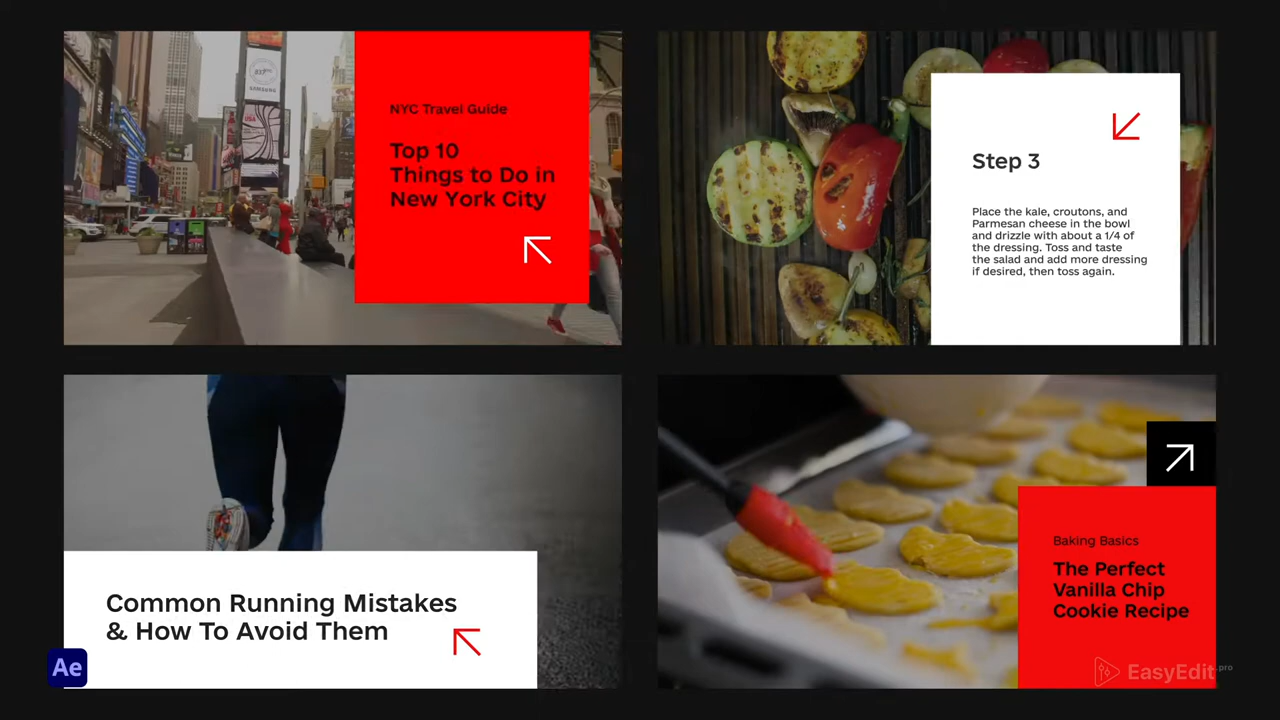 SAMSUNG
USA
NYC Travel Guide
Top 10
Things to Do in
New York City
Step 3
Place the kale, croutons, and
Parmesan cheese in the bowl
and drizzle with about a 1/4 of
the dressing. Toss and taste
the salad and add more dressing
if desired, then toss again.
Common Running Mistakes
& How To Avoid Them
Baking Basics
The Perfect
Vanilla Chip
Cookie Recipe
Ae
EasyEdit.pro